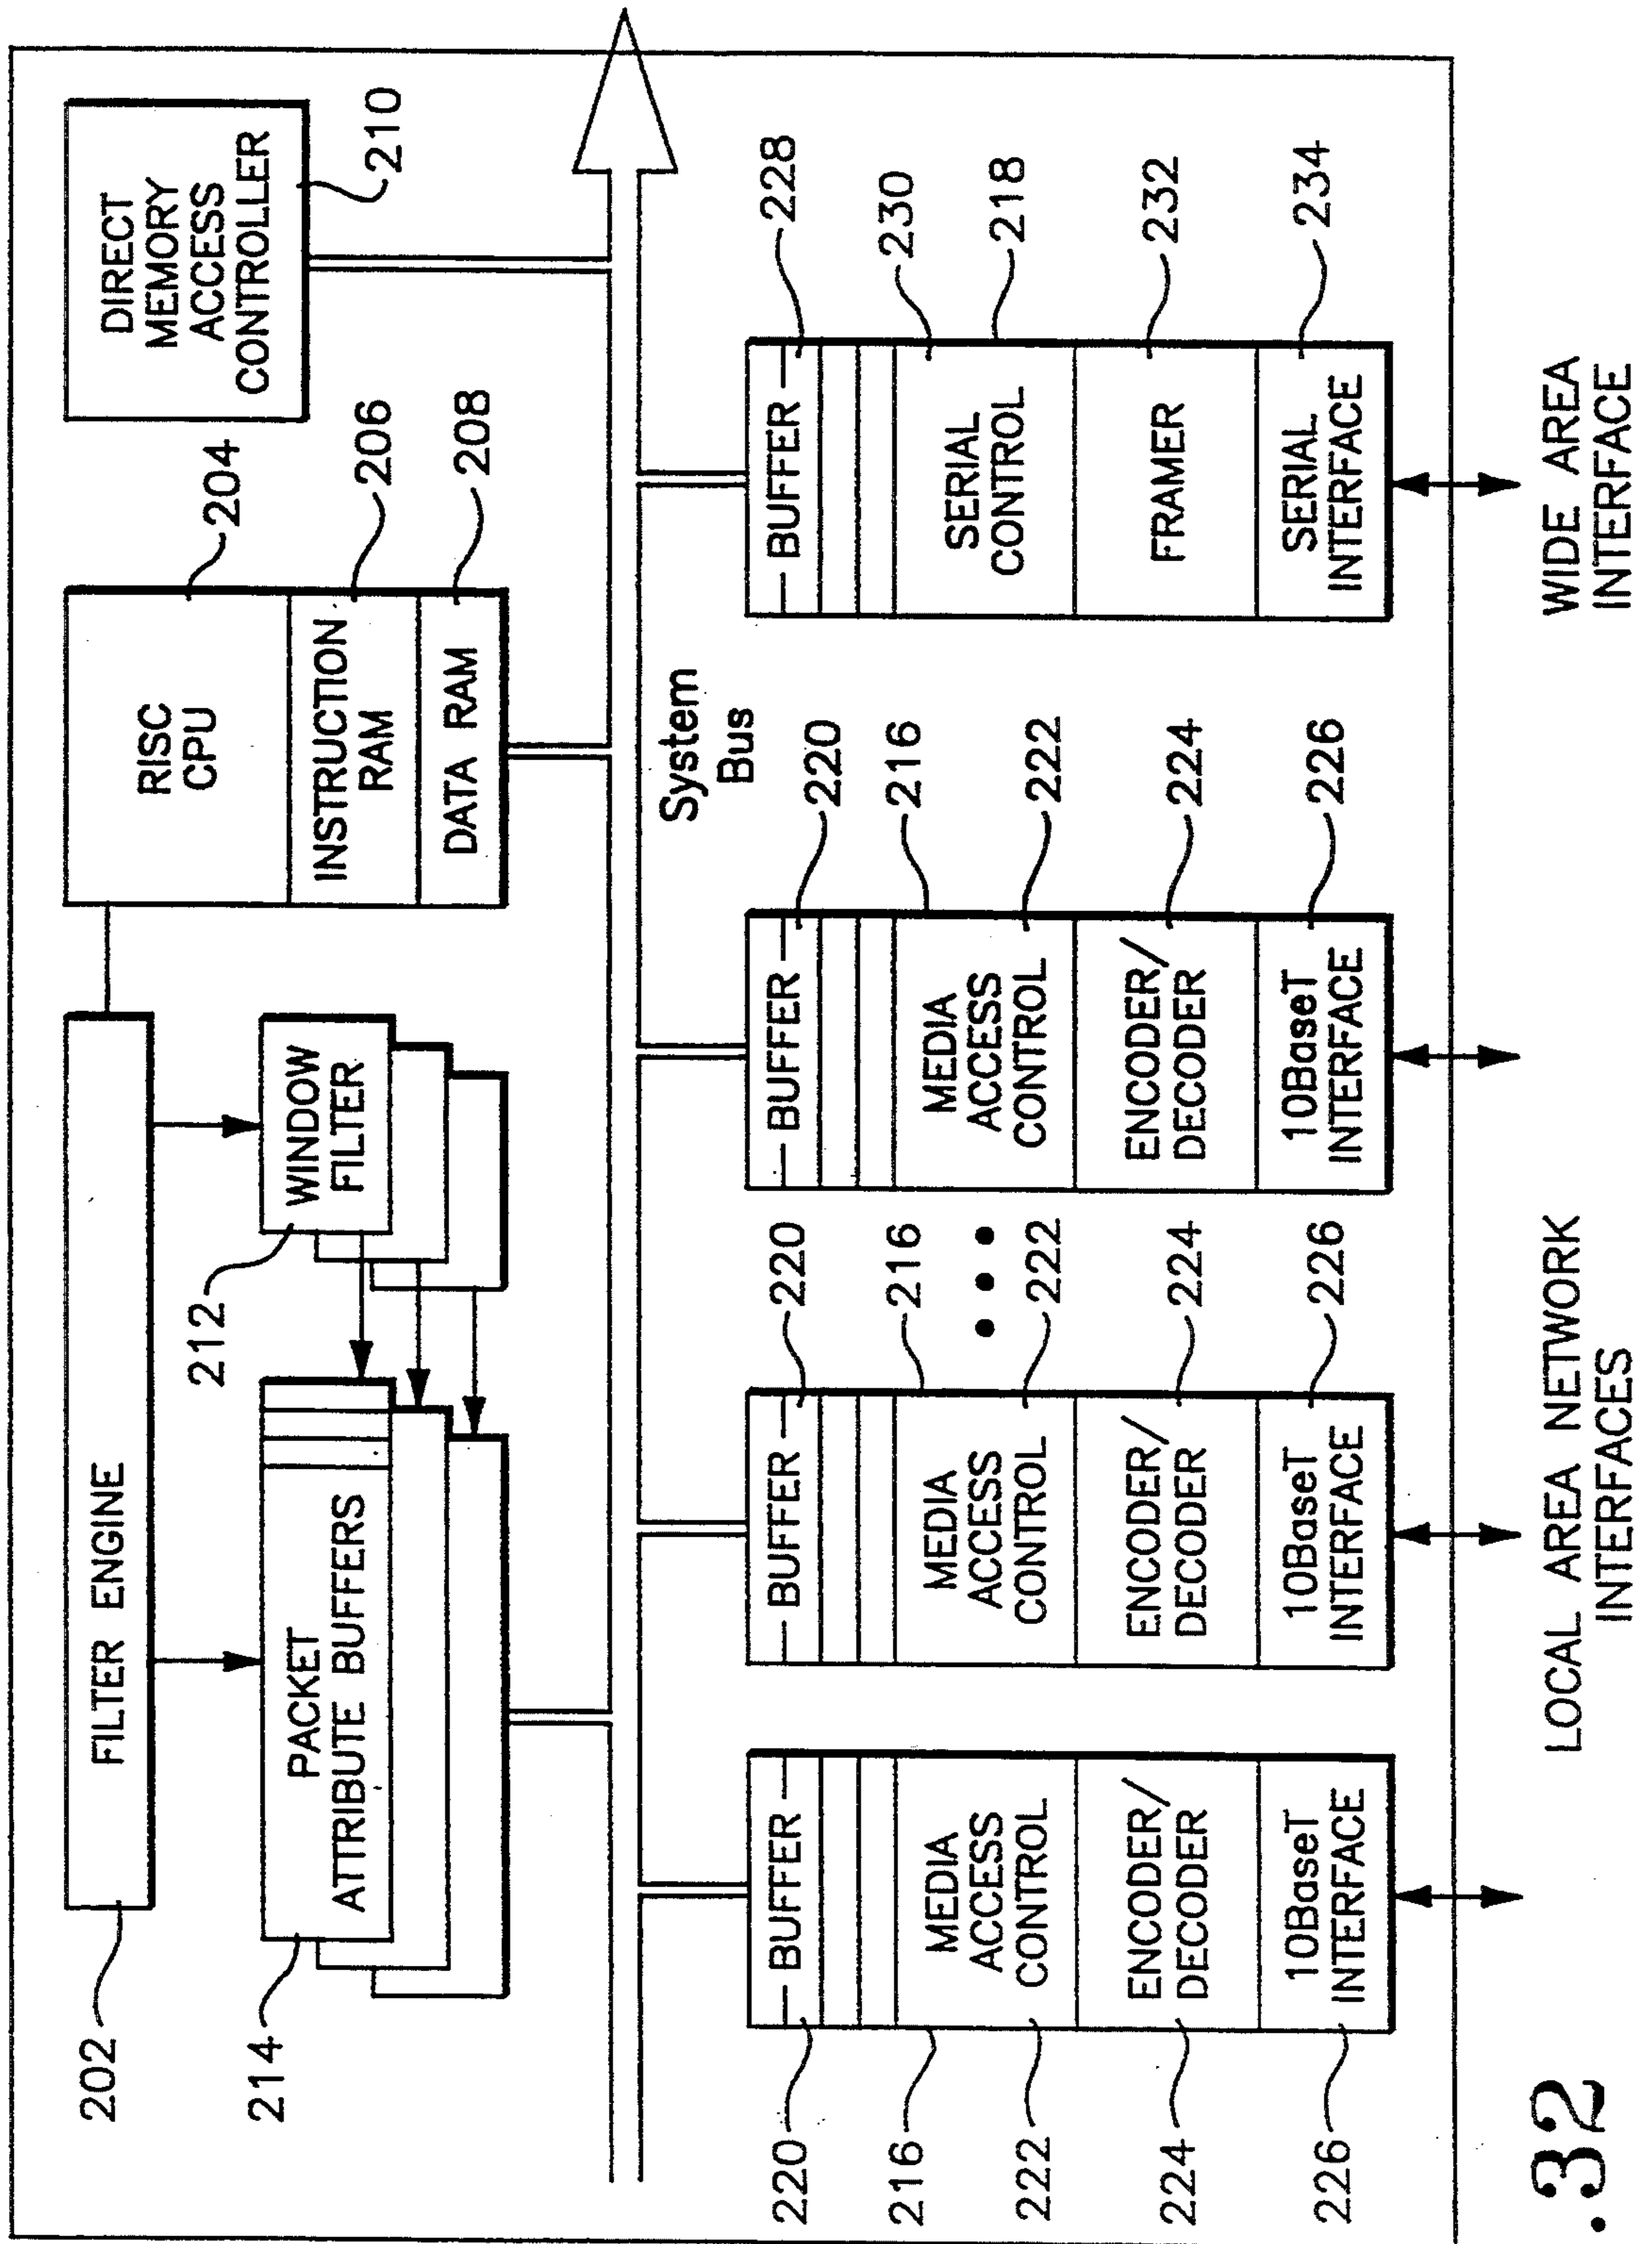 202
FILTER ENGINE
214
PACKET
ATTRIBUTE BUFFERS
212
WINDOW
FILTER
RISC
CPU
204
INSTRUCTION
RAM
206
DATA RAM
208
DIRECT
MEMORY
ACCESS
CONTROLLER
210
System
Bus
220
BUFFER
216
MEDIA
ACCESS
CONTROL
222
ENCODER/
DECODER
224
10BaseT
INTERFACE
226
BUFFER
220
216
MEDIA
ACCESS
CONTROL
222
ENCODER/
DECODER
224
10BaseT
INTERFACE
226
BUFFER
220
216
MEDIA
ACCESS
CONTROL
222
ENCODER/
DECODER
224
10BaseT
INTERFACE
226
BUFFER
228
SERIAL
CONTROL
230
218
FRAMER
232
SERIAL
INTERFACE
234
LOCAL AREA NETWORK
INTERFACES
WIDE AREA
INTERFACE
.32